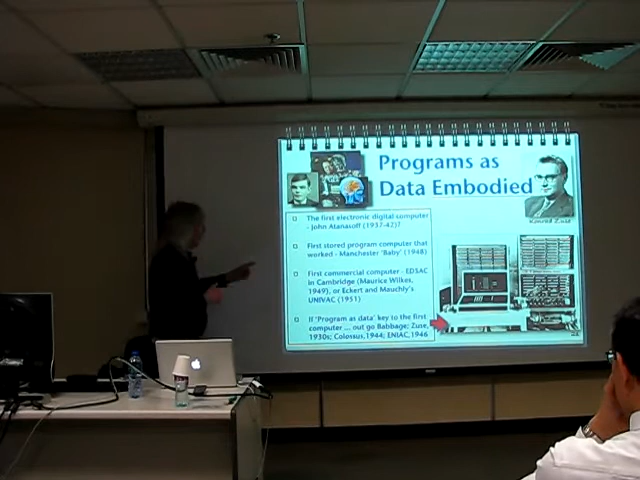 Programs as
Data Embodied
Konrad Zuse
The first electronic digital computer
- John Atanasoff (1937-42)?
First stored program computer that
worked - Manchester 'Baby' (1948)
First commercial computer - EDSAC
in Cambridge (Maurice Wilkes,
1949), or Eckert and Mauchly's
UNIVAC (1951)
If "Program as data" key to the first
computer ... out go Babbage; Zuse,
1930s; Colossus,1944; ENIAC,1946